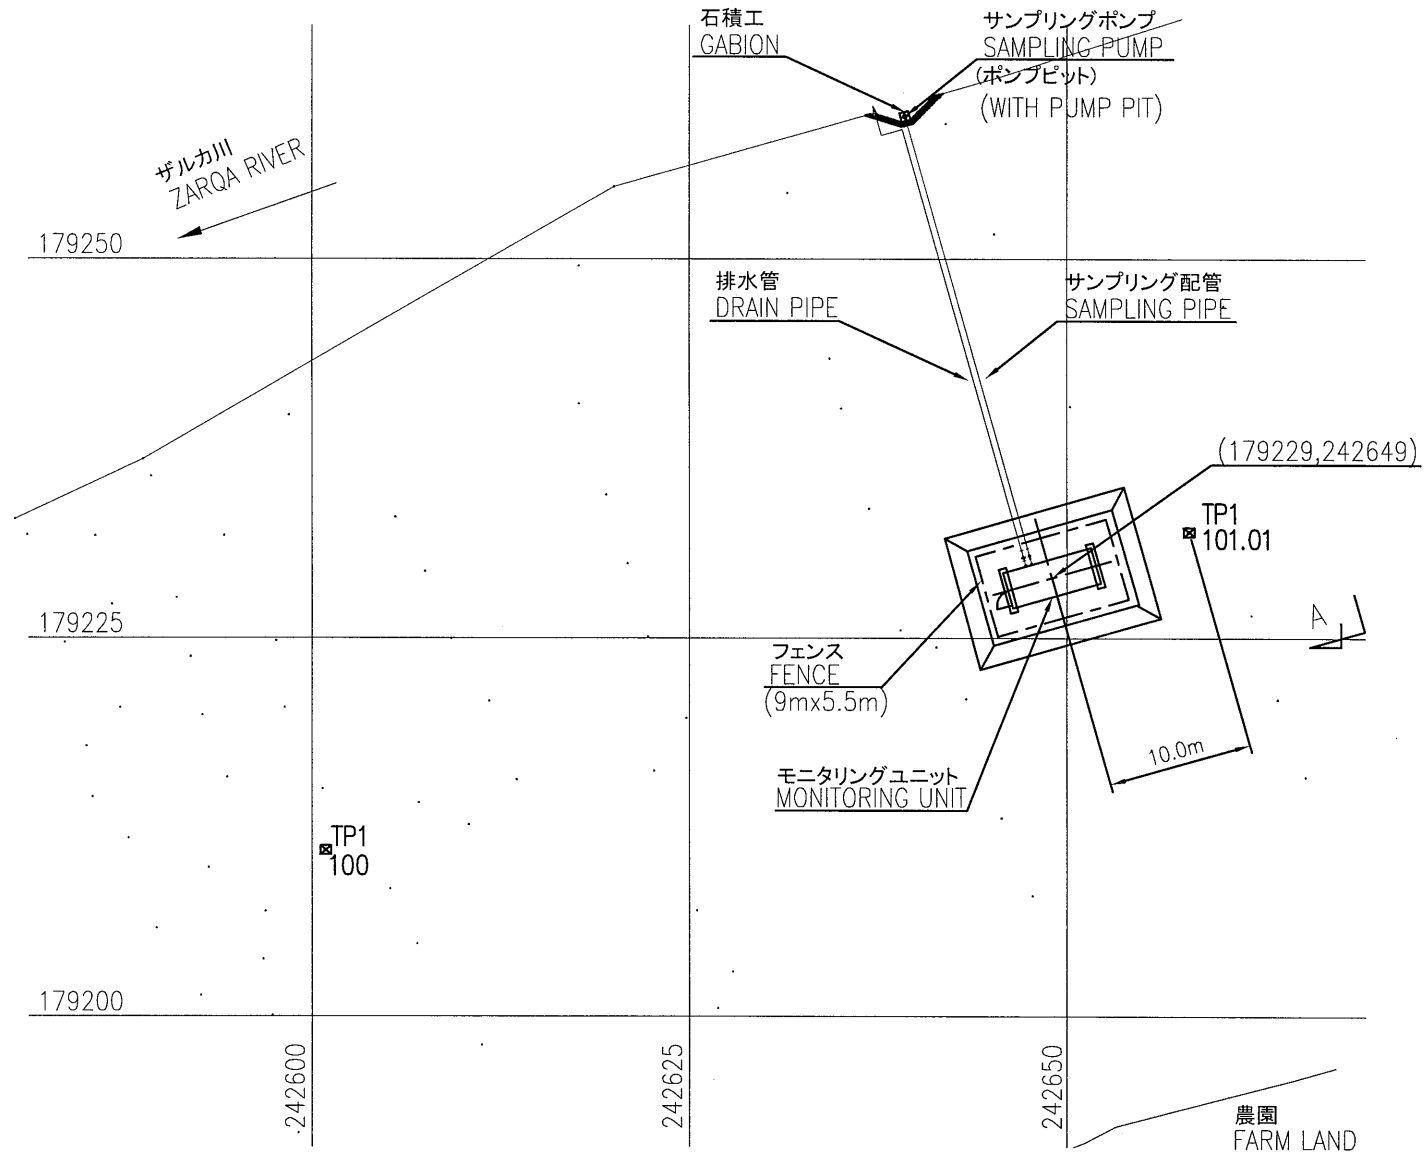 石積工
GABION
サンプリングポンプ
SAMPLING PUMP
(ポンプピット)
(WITH PUMP PIT)
ザルカ川
ZARQA RIVER
179250
排水管
DRAIN PIPE
サンプリング配管
SAMPLING PIPE
(179229,242649)
TP1
101.01
179225
A
フェンス
FENCE
(9mx5.5m)
10.0m
モニタリングユニット
MONITORING UNIT
TP1
100
179200
242600
242625
242650
農園
FARM LAND